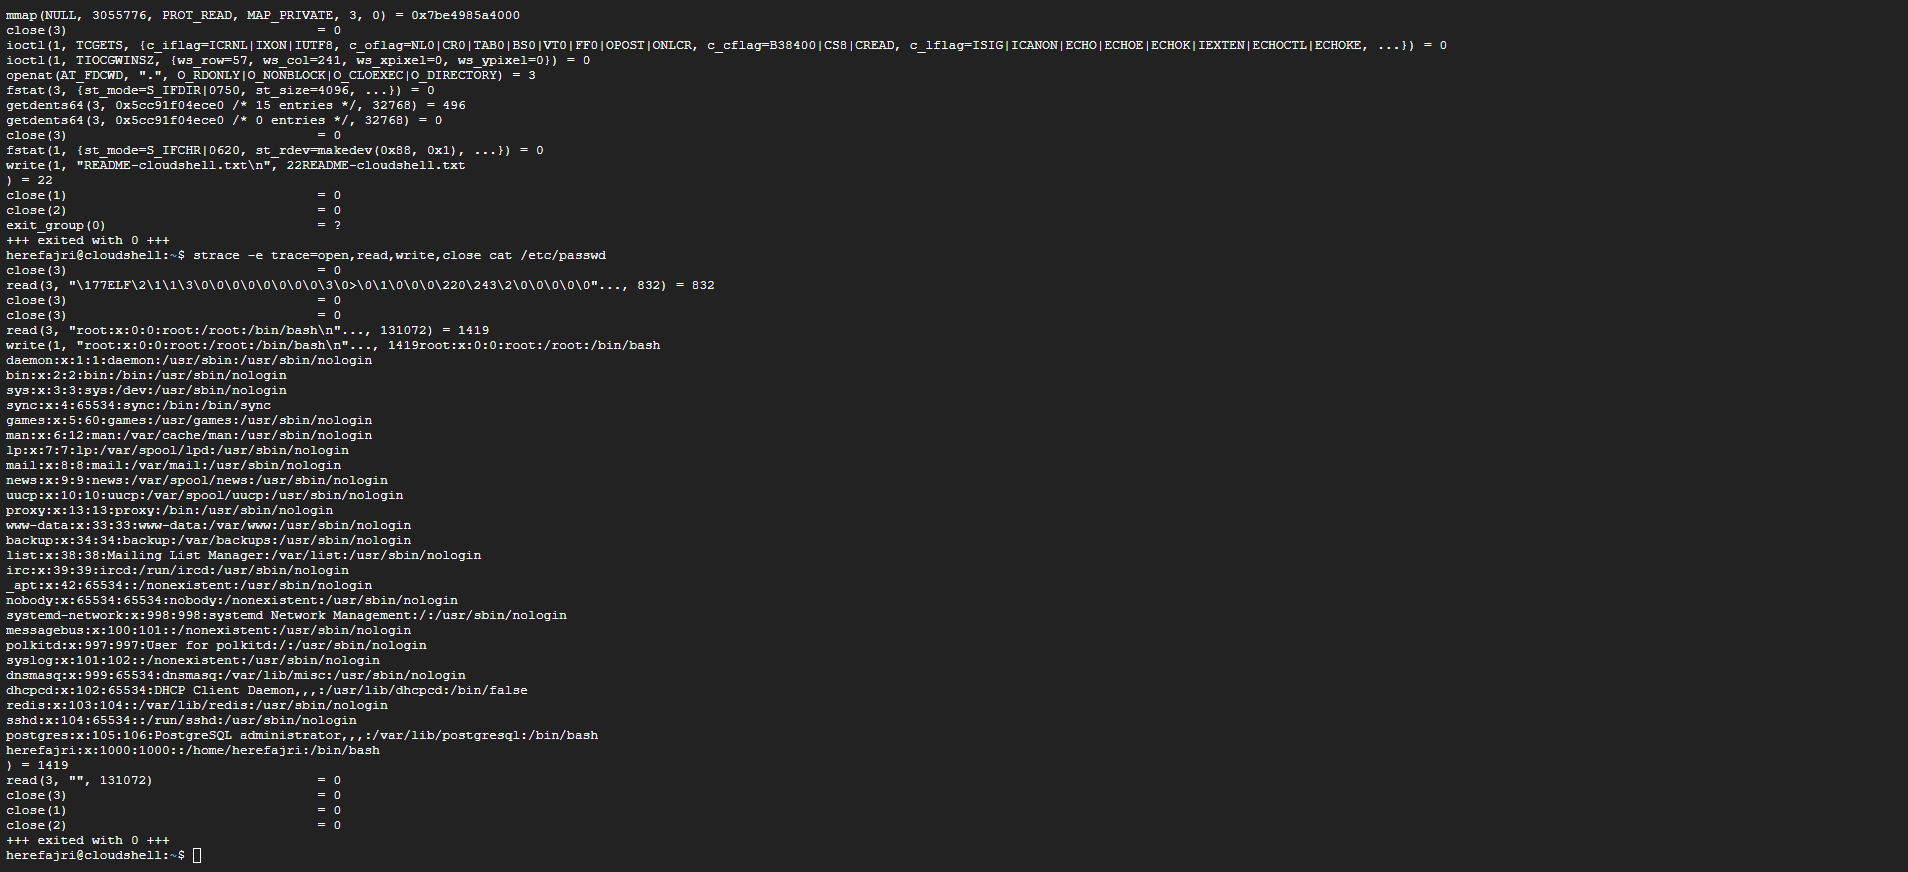 mmap(NULL, 3055776, PROT_READ, MAP_PRIVATE, 3, 0) = 0x7be4985a4000
close(3)                                = 0
ioctl(1, TCGETS, {c_iflag=ICRNL|IXON|IUTF8, c_oflag=NL0|CR0|TAB0|BS0|VT0|FF0|OPOST|ONLCR, c_cflag=B38400|CS8|CREAD, c_lflag=ISIG|ICANON|ECHO|ECHOE|ECHOK|IEXTEN|ECHOCTL|ECHOKE, ...}) = 0
ioctl(1, TIOCGWINSZ, {ws_row=57, ws_col=241, ws_xpixel=0, ws_ypixel=0}) = 0
openat(AT_FDCWD, ".", O_RDONLY|O_NONBLOCK|O_CLOEXEC|O_DIRECTORY) = 3
fstat(3, {st_mode=S_IFDIR|0750, st_size=4096, ...}) = 0
getdents64(3, 0x5cc91f04ece0 /* 15 entries */, 32768) = 496
getdents64(3, 0x5cc91f04ece0 /* 0 entries */, 32768) = 0
close(3)                                = 0
fstat(1, {st_mode=S_IFCHR|0620, st_rdev=makedev(0x88, 0x1), ...}) = 0
write(1, "README-cloudshell.txt\n", 22README-cloudshell.txt
) = 22
close(1)                                = 0
close(2)                                = 0
exit_group(0)                           = ?
+++ exited with 0 +++
herefajri@cloudshell:~$ strace -e trace=open,read,write,close cat /etc/passwd
close(3)                                = 0
read(3, "\177ELF\2\1\1\3\0\0\0\0\0\0\0\0\3\0>\0\1\0\0\0\220\243\2\0\0\0\0\0"..., 832) = 832
close(3)                                = 0
close(3)                                = 0
read(3, "root:x:0:0:root:/root:/bin/bash\n"..., 131072) = 1419
write(1, "root:x:0:0:root:/root:/bin/bash\n"..., 1419root:x:0:0:root:/root:/bin/bash
daemon:x:1:1:daemon:/usr/sbin:/usr/sbin/nologin
bin:x:2:2:bin:/bin:/usr/sbin/nologin
sys:x:3:3:sys:/dev:/usr/sbin/nologin
sync:x:4:65534:sync:/bin:/bin/sync
games:x:5:60:games:/usr/games:/usr/sbin/nologin
man:x:6:12:man:/var/cache/man:/usr/sbin/nologin
lp:x:7:7:lp:/var/spool/lpd:/usr/sbin/nologin
mail:x:8:8:mail:/var/mail:/usr/sbin/nologin
news:x:9:9:news:/var/spool/news:/usr/sbin/nologin
uucp:x:10:10:uucp:/var/spool/uucp:/usr/sbin/nologin
proxy:x:13:13:proxy:/bin:/usr/sbin/nologin
www-data:x:33:33:www-data:/var/www:/usr/sbin/nologin
backup:x:34:34:backup:/var/backups:/usr/sbin/nologin
list:x:38:38:Mailing List Manager:/var/list:/usr/sbin/nologin
irc:x:39:39:ircd:/run/ircd:/usr/sbin/nologin
_apt:x:42:65534::/nonexistent:/usr/sbin/nologin
nobody:x:65534:65534:nobody:/nonexistent:/usr/sbin/nologin
systemd-network:x:998:998:systemd Network Management:/:/usr/sbin/nologin
messagebus:x:100:101::/nonexistent:/usr/sbin/nologin
polkitd:x:997:997:User for polkitd:/:/usr/sbin/nologin
syslog:x:101:102::/nonexistent:/usr/sbin/nologin
dnsmasq:x:999:65534:dnsmasq:/var/lib/misc:/usr/sbin/nologin
dhcpcd:x:102:65534:DHCP Client Daemon,,,:/usr/lib/dhcpcd:/bin/false
redis:x:103:104::/var/lib/redis:/usr/sbin/nologin
sshd:x:104:65534::/run/sshd:/usr/sbin/nologin
postgres:x:105:106:PostgreSQL administrator,,,:/var/lib/postgresql:/bin/bash
herefajri:x:1000:1000::/home/herefajri:/bin/bash
) = 1419
read(3, "", 131072)                     = 0
close(3)                                = 0
close(1)                                = 0
close(2)                                = 0
+++ exited with 0 +++
herefajri@cloudshell:~$